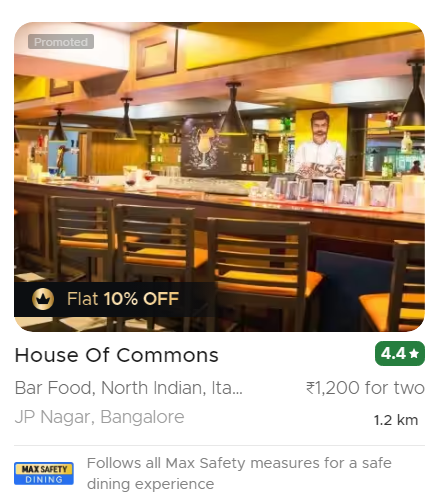 Promoted
Flat 10% OFF
House Of Commons
4.4★
Bar Food, North Indian, Ita...
₹1,200 for two
JP Nagar, Bangalore
1.2 km
MAX SAFETY
DINING
Follows all Max Safety measures for a safe
dining experience